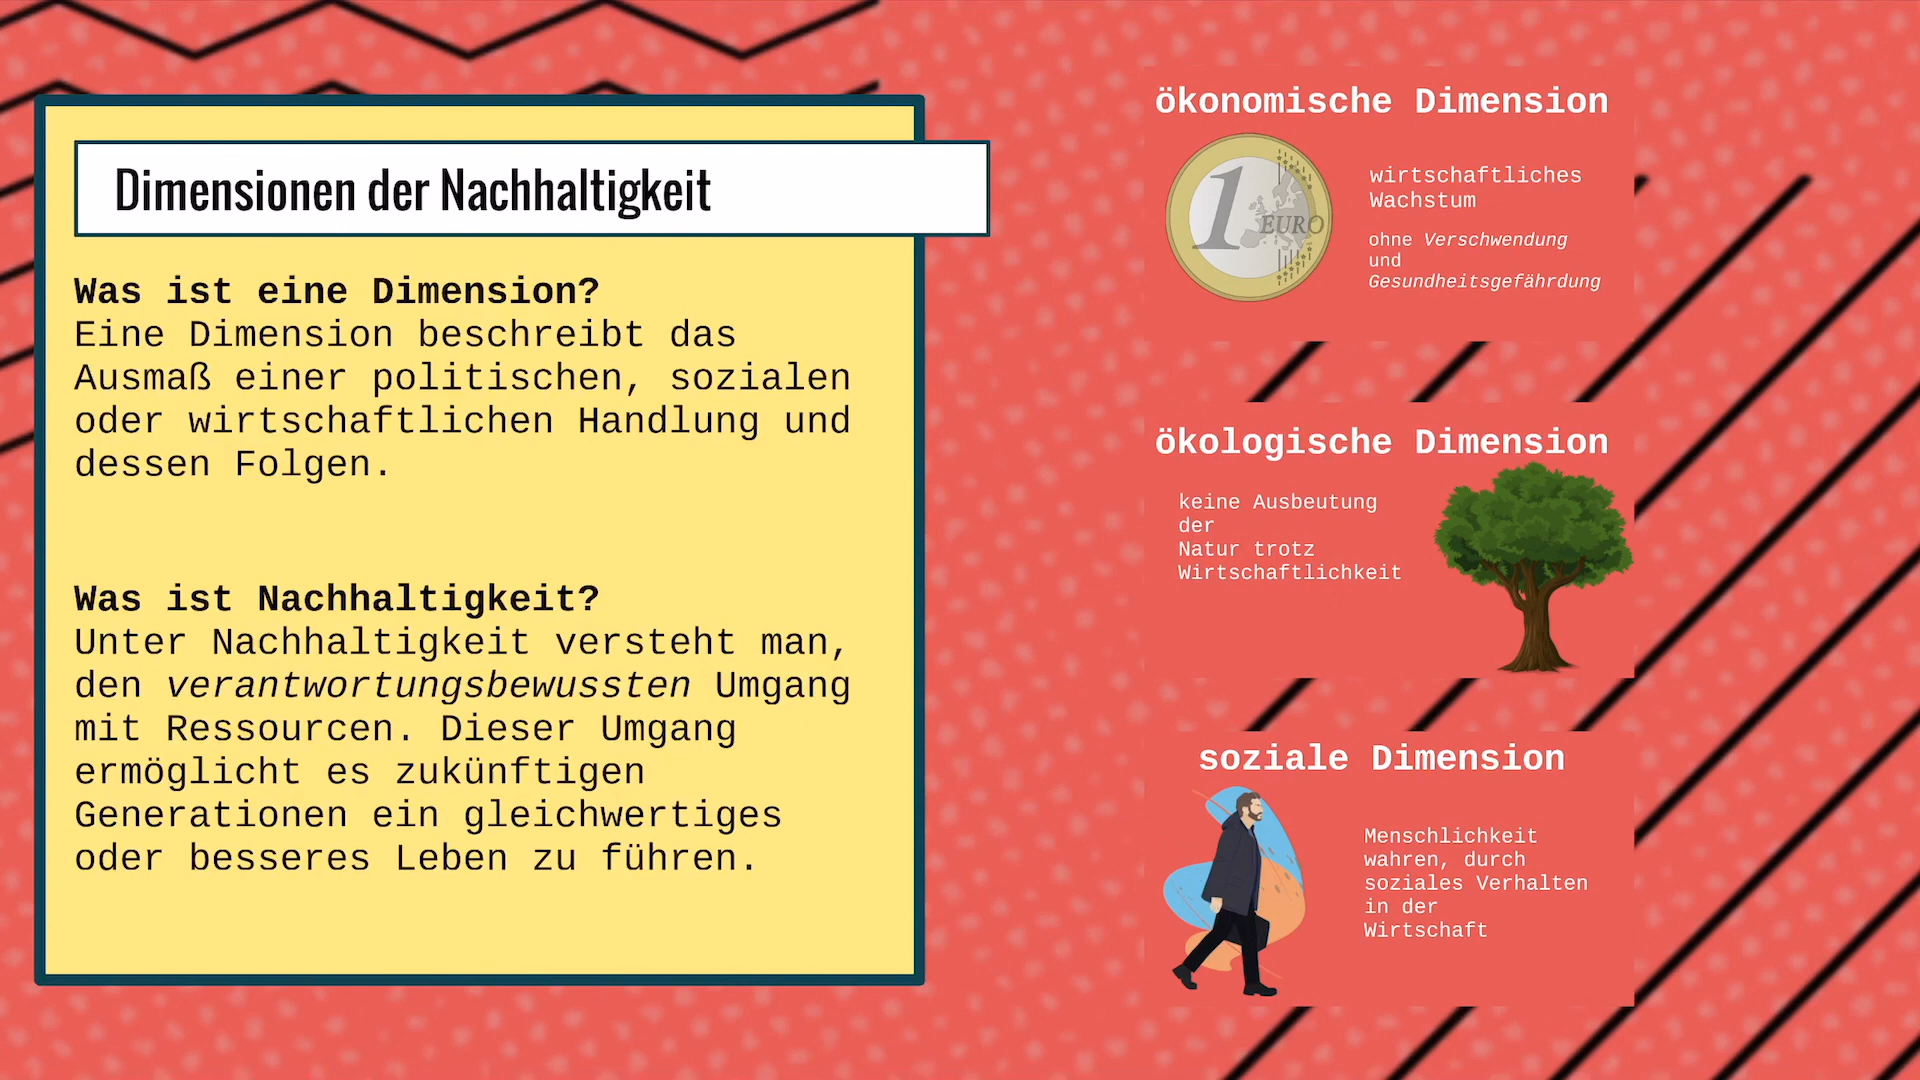 Dimensionen der Nachhaltigkeit
Was ist eine Dimension?
Eine Dimension beschreibt das
Ausmaß einer politischen, sozialen
oder wirtschaftlichen Handlung und
dessen Folgen.
Was ist Nachhaltigkeit?
Unter Nachhaltigkeit versteht man,
den verantwortungsbewussten Umgang
mit Ressourcen. Dieser Umgang
ermöglicht es zukünftigen
Generationen ein gleichwertiges
oder besseres Leben zu führen.
ökonomische Dimension
1 EURO
wirtschaftliches
Wachstum
ohne Verschwendung
und
Gesundheitsgefährdung
ökologische Dimension
keine Ausbeutung
der
Natur trotz
Wirtschaftlichkeit
soziale Dimension
Menschlichkeit
wahren, durch
soziales Verhalten
in der
Wirtschaft